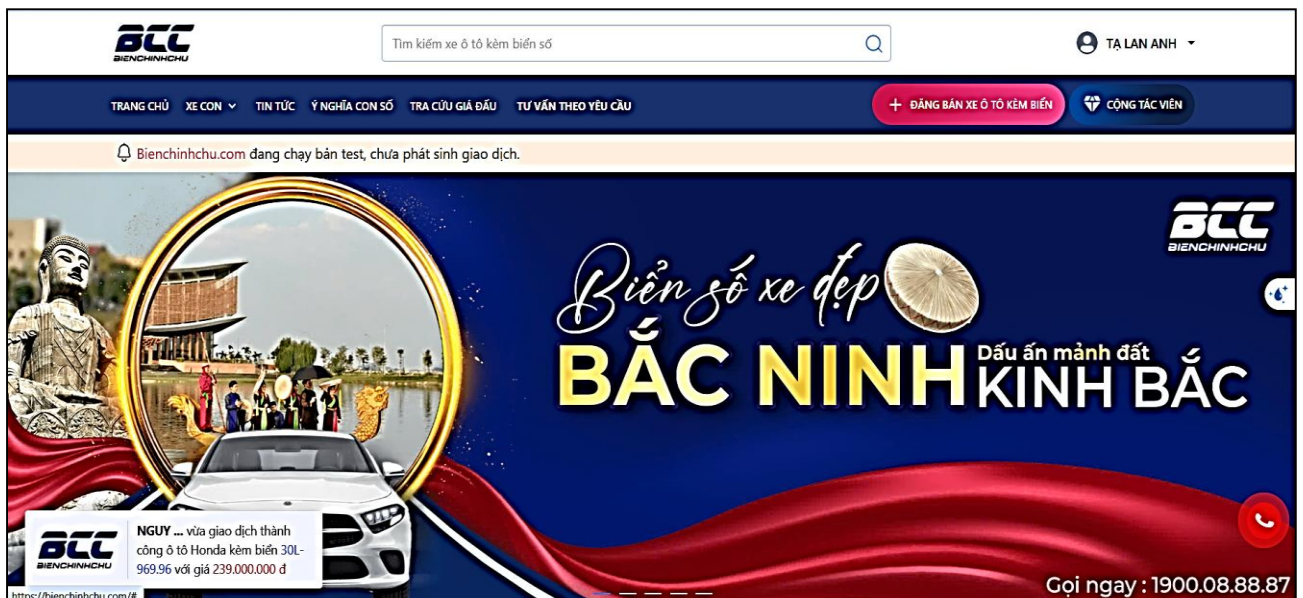 BCC
BIENCHINHCHU
Tìm kiếm xe ô tô kèm biển số
TẠ LAN ANH
TRANG CHỦ XE CON TIN TỨC Ý NGHĨA CON SỐ TRA CỨU GIÁ ĐẤU TƯ VẤN THEO YÊU CẦU
+ ĐĂNG BÁN XE Ô TÔ KÈM BIỂN
CỘNG TÁC VIÊN
Bienchinhchu.com đang chạy bản test, chưa phát sinh giao dịch.
BCC
BIENCHINHCHU
Biển số xe đẹp
BẮC NINH
Dấu ấn mảnh đất
KINH BẮC
BCC
BIENCHINHCHU
NGUY ... vừa giao dịch thành
công ô tô Honda kèm biển 30L-
969.96 với giá 239.000.000 đ
Gọi ngay : 1900.08.88.87
https://bienchinhchu.com/#